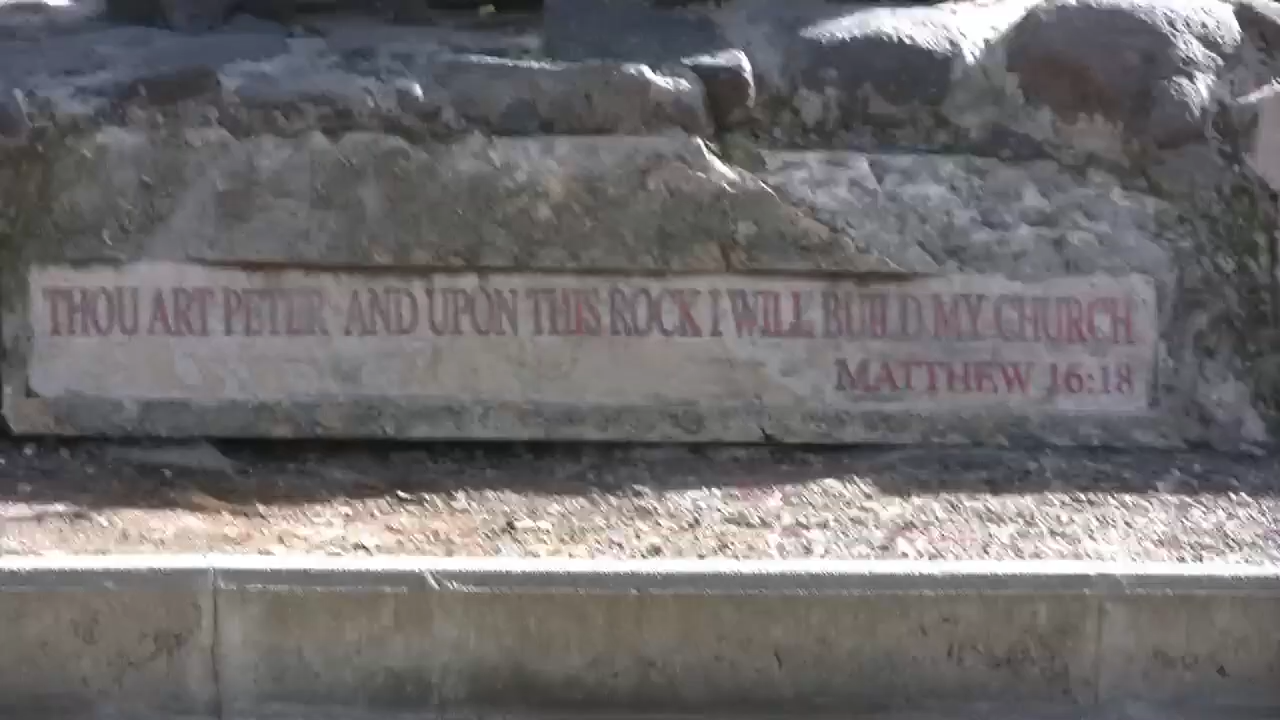 THOU ART PETER AND UPON THIS ROCK I WILL BUILD MY CHURCH
MATTHEW 16:18